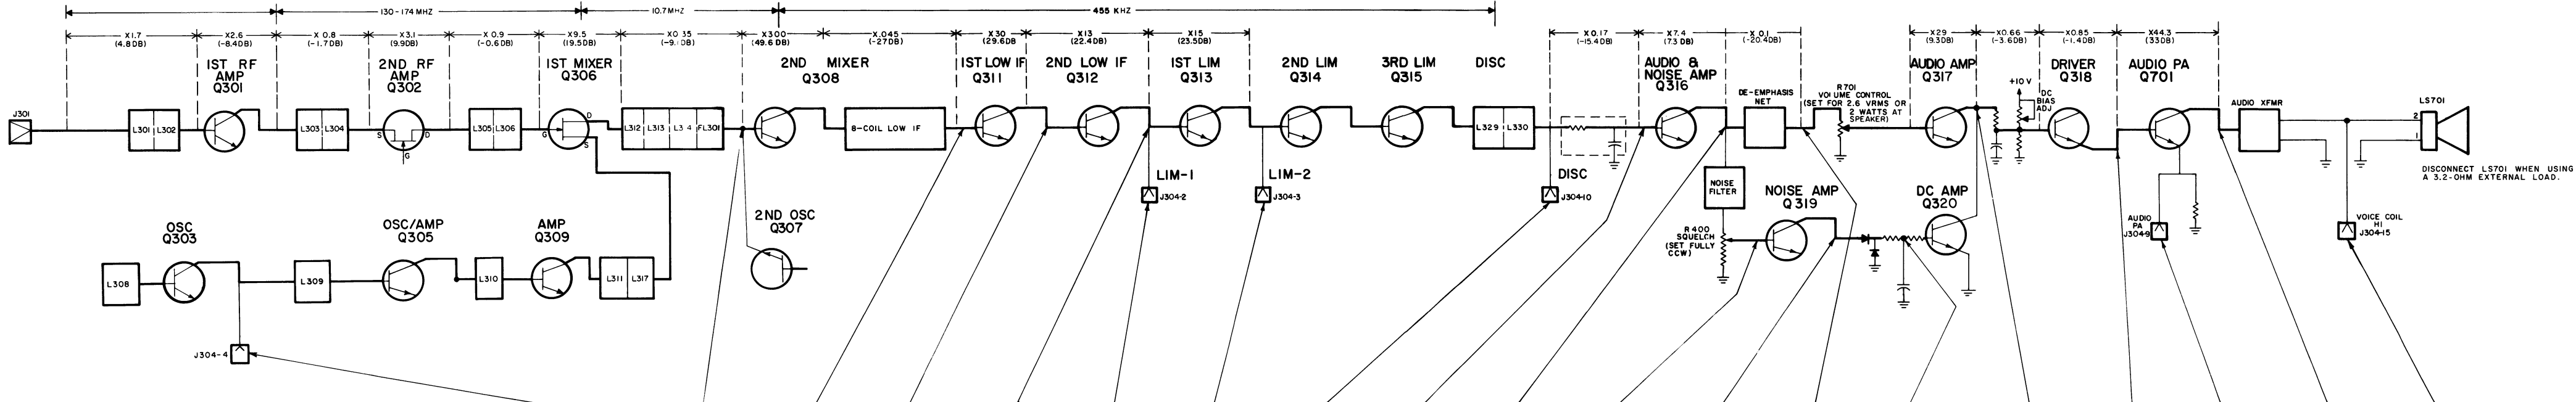 130-174 MHZ
10.7 MHZ
455 KHZ
X1.7
(4.8DB)
X2.6
(-8.4DB)
X 0.8
(-1.7DB)
X3.1
(9.9DB)
X 0.9
(-0.6DB)
X9.5
(19.5DB)
X0.35
X300
(49.6 DB)
X.045
(-27DB)
X30
(29.6DB
X13
(22.4DB)
X15
(23.5DB)
X 0.17
(-15.4DB)
X7.4
(7.3 DB)
X 0.1
(-20.4DB)
X29
(9.3DB)
X0.66
(-3.6DB)
X0.85
(-1.4DB)
X44.3
(33DB)
1ST RF
AMP
Q301
2ND RF
AMP
Q302
1ST MIXER
Q306
2ND MIXER
Q308
1ST LOW IF
Q311
2ND LOW IF
Q312
1ST LIM
Q313
2ND LIM
Q314
3RD LIM
Q315
DISC
AUDIO &
NOISE AMP
Q316
DE-EMPHASIS
NET
R701
VOLUME CONTROL
(SET FOR 2.6 VRMS OR
2 WATTS AT
SPEAKER)
AUDIO AMP
Q317
+10 V
DC
BIAS
ADJ
DRIVER
Q318
AUDIO PA
Q701
AUDIO XFMR
LS701
2
1
DISCONNECT LS701 WHEN USING
A 3.2-OHM EXTERNAL LOAD.
J301
L301 L302
L303 L304
S
D
G
L305 L306
G
D
S
L312 L313 L3 4 FL301
8-COIL LOW IF
L329 L330
LIM-1
J304-2
LIM-2
J304-3
DISC
J304-10
NOISE
FILTER
NOISE AMP
Q319
DC AMP
Q320
R400
SQUELCH
(SET FULLY
CCW)
AUDIO
PA
J304-9
VOICE COIL
HI
J304-15
2ND OSC
Q307
OSC
Q303
OSC/AMP
Q305
AMP
Q309
L308
L309
L310
L311 L317
J304-4